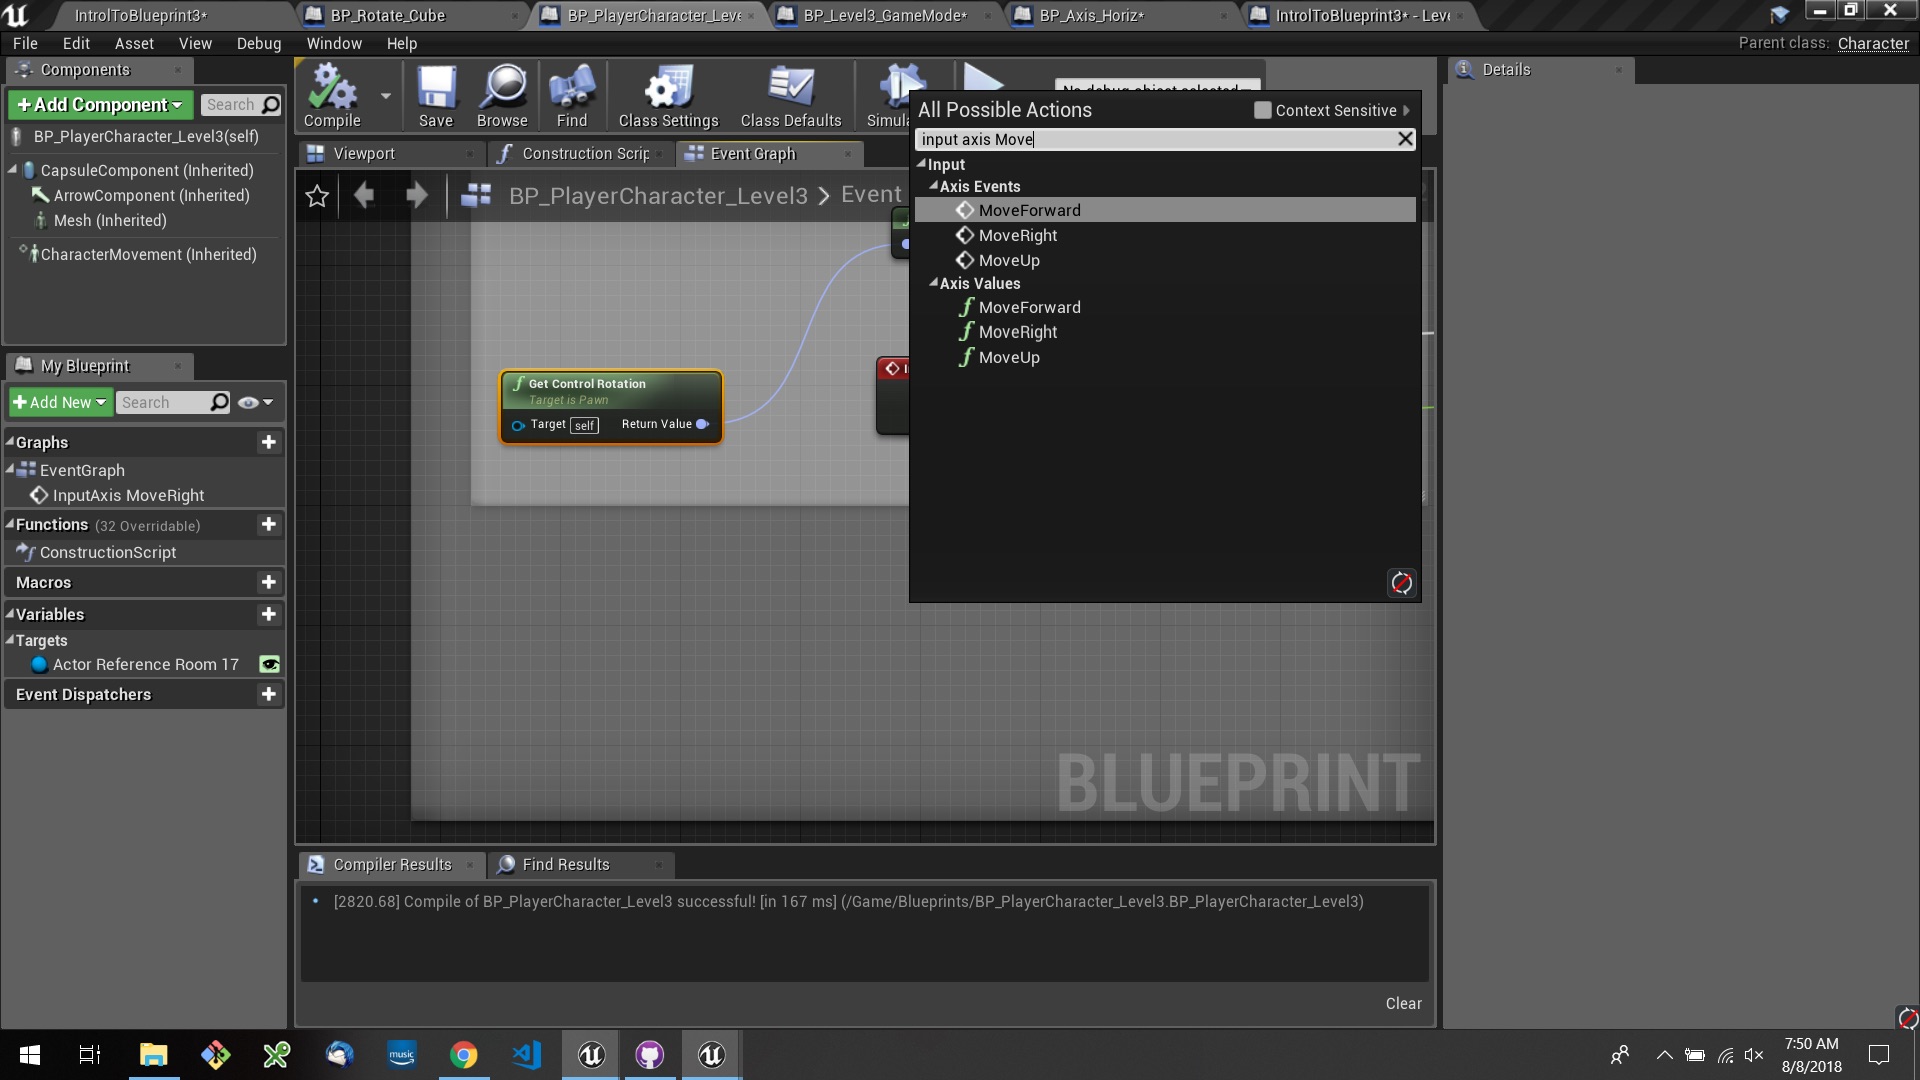 IntrolToBlueprint3*
BP_Rotate_Cube
BP_PlayerCharacter_Leve
BP_Level3_GameMode*
BP_Axis_Horiz*
IntrolToBlueprint3* - Leve
File Edit Asset View Debug Window Help
Parent class: Character
Components
+Add Component
Search
BP_PlayerCharacter_Level3(self)
CapsuleComponent (Inherited)
ArrowComponent (Inherited)
Mesh (Inherited)
CharacterMovement (Inherited)
My Blueprint
+Add New
Search
Graphs
EventGraph
InputAxis MoveRight
Functions (32 Overridable)
ConstructionScript
Macros
Variables
Targets
Actor Reference Room 17
Event Dispatchers
Compile
Save
Browse
Find
Class Settings
Class Defaults
Simula
Viewport
Construction Scrip
Event Graph
BP_PlayerCharacter_Level3 > Event
Get Control Rotation
Target is Pawn
Target self Return Value
All Possible Actions
Context Sensitive
input axis Move
Input
Axis Events
MoveForward
MoveRight
MoveUp
Axis Values
MoveForward
MoveRight
MoveUp
BLUEPRINT
Compiler Results
Find Results
[2820.68] Compile of BP_PlayerCharacter_Level3 successful! [in 167 ms] (/Game/Blueprints/BP_PlayerCharacter_Level3.BP_PlayerCharacter_Level3)
Clear
Details
music
7:50 AM
8/8/2018